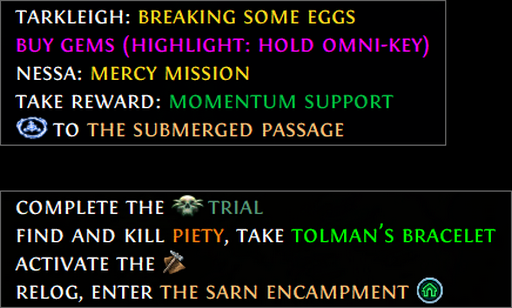 TARKLEIGH: BREAKING SOME EGGS
BUY GEMS (HIGHLIGHT: HOLD OMNI-KEY)
NESSA: MERCY MISSION
TAKE REWARD: MOMENTUM SUPPORT
TO THE SUBMERGED PASSAGE
COMPLETE THE TRIAL
FIND AND KILL PIETY, TAKE TOLMAN'S BRACELET
ACTIVATE THE
RELOG, ENTER THE SARN ENCAMPMENT